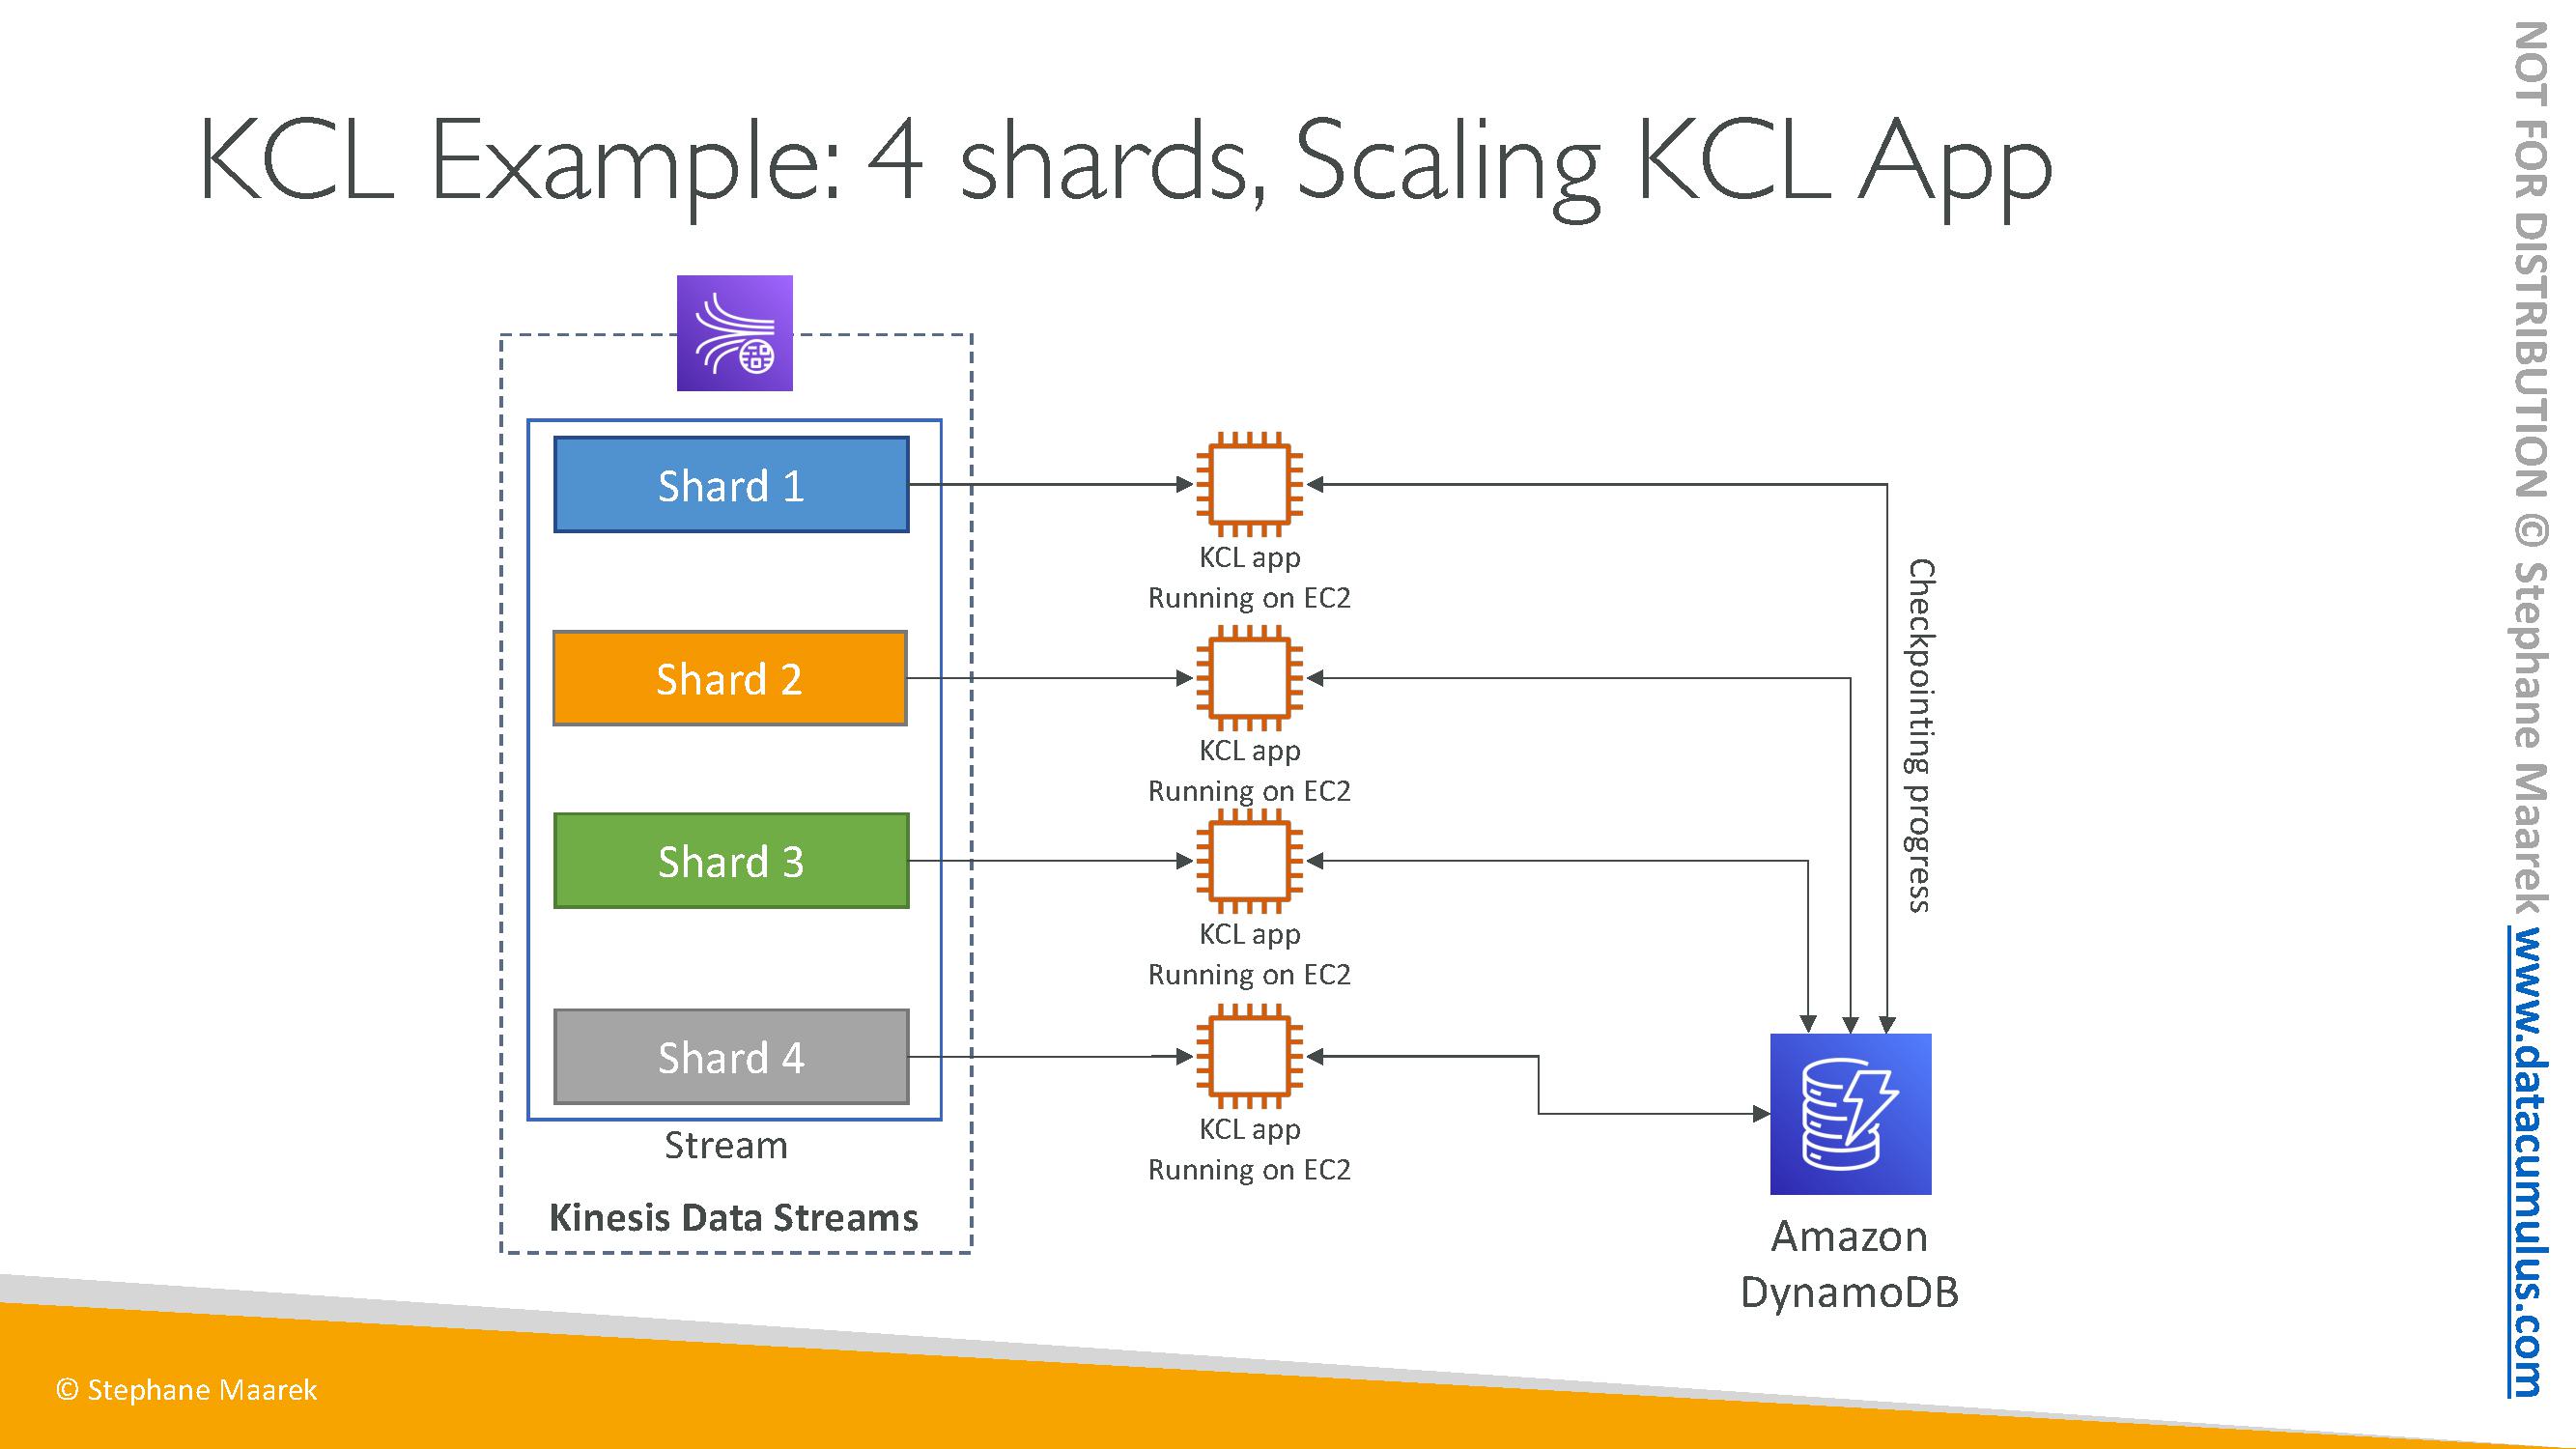 KCL Example: 4 shards, Scaling KCL App
Shard 1
Shard 2
Shard 3
Shard 4
Stream
Kinesis Data Streams
KCL app
Running on EC2
KCL app
Running on EC2
KCL app
Running on EC2
KCL app
Running on EC2
Checkpointing progress
Amazon
DynamoDB
© Stephane Maarek
NOT FOR DISTRIBUTION © Stephane Maarek www.datacumulus.com